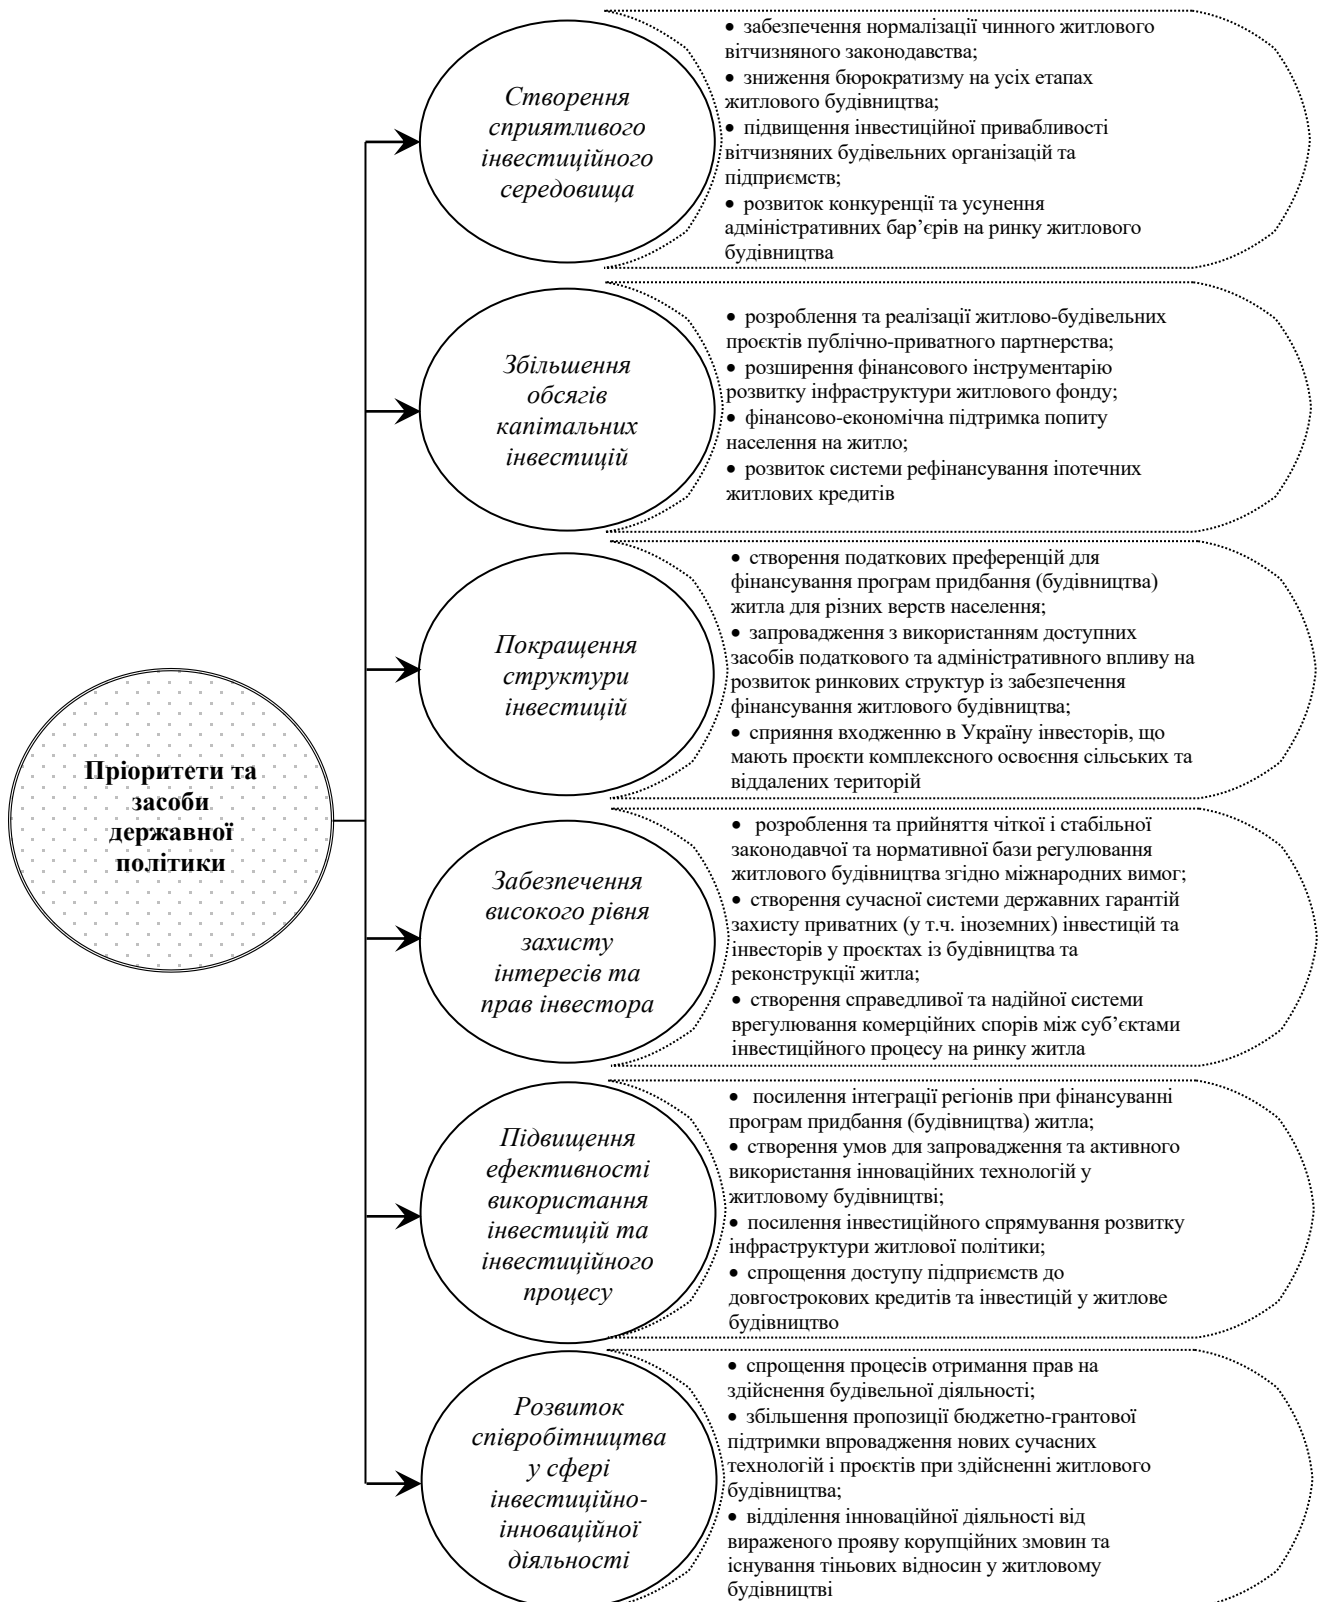 Пріоритети та
засоби
державної
політики
Створення
сприятливого
інвестиційного
середовища
• забезпечення нормалізації чинного житлового
вітчизняного законодавства;
• зниження бюрократизму на усіх етапах
житлового будівництва;
• підвищення інвестиційної привабливості
вітчизняних будівельних організацій та
підприємств;
• розвиток конкуренції та усунення
адміністративних бар’єрів на ринку житлового
будівництва
Збільшення
обсягів
капітальних
інвестицій
• розроблення та реалізації житлово-будівельних
проєктів публічно-приватного партнерства;
• розширення фінансового інструментарію
розвитку інфраструктури житлового фонду;
• фінансово-економічна підтримка попиту
населення на житло;
• розвиток системи рефінансування іпотечних
житлових кредитів
Покращення
структури
інвестицій
• створення податкових преференцій для
фінансування програм придбання (будівництва)
житла для різних верств населення;
• запровадження з використанням доступних
засобів податкового та адміністративного впливу на
розвиток ринкових структур із забезпечення
фінансування житлового будівництва;
• сприяння входженню в Україну інвесторів, що
мають проєкти комплексного освоєння сільських та
віддалених територій
Забезпечення
високого рівня
захисту
інтересів та
прав інвестора
• розроблення та прийняття чіткої і стабільної
законодавчої та нормативної бази регулювання
житлового будівництва згідно міжнародних вимог;
• створення сучасної системи державних гарантій
захисту приватних (у т.ч. іноземних) інвестицій та
інвесторів у проєктах із будівництва та
реконструкції житла;
• створення справедливої та надійної системи
врегулювання комерційних спорів між суб’єктами
інвестиційного процесу на ринку житла
Підвищення
ефективності
використання
інвестицій та
інвестиційного
процесу
• посилення інтеграції регіонів при фінансуванні
програм придбання (будівництва) житла;
• створення умов для запровадження та активного
використання інноваційних технологій у
житловому будівництві;
• посилення інвестиційного спрямування розвитку
інфраструктури житлової політики;
• спрощення доступу підприємств до
довгострокових кредитів та інвестицій у житлове
будівництво
Розвиток
співробітництва
у сфері
інвестиційно-
інноваційної
діяльності
• спрощення процесів отримання прав на
здійснення будівельної діяльності;
• збільшення пропозиції бюджетно-грантової
підтримки впровадження нових сучасних
технологій і проєктів при здійсненні житлового
будівництва;
• відділення інноваційної діяльності від
вираженого прояву корупційних змовин та
існування тіньових відносин у житловому
будівництві